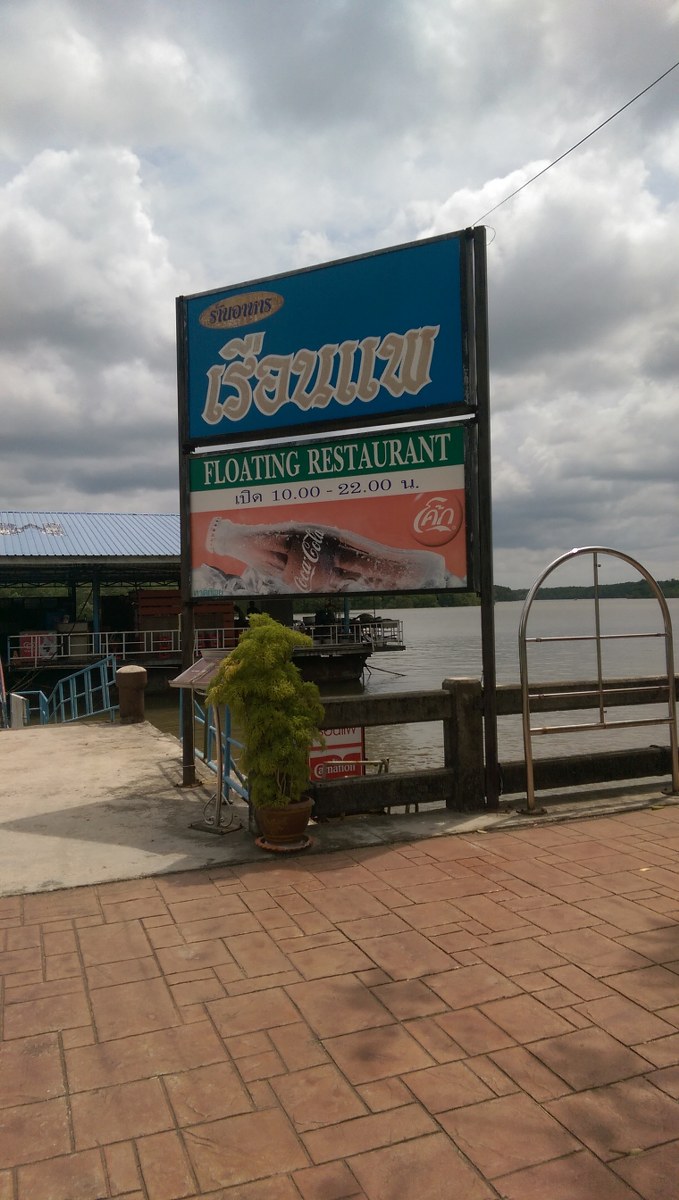 ร้านอาหาร
เรือนแพ
FLOATING RESTAURANT
เปิด 10.00 - 22.00 น.
โค้ก
Coca-Cola
Carnation